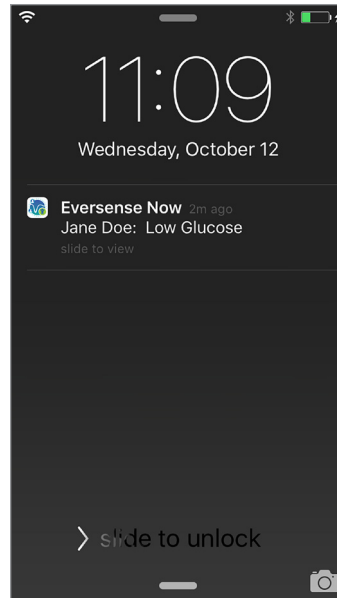 11:09
Wednesday, October 12
Eversense Now 2m ago
Jane Doe: Low Glucose
slide to view
slide to unlock